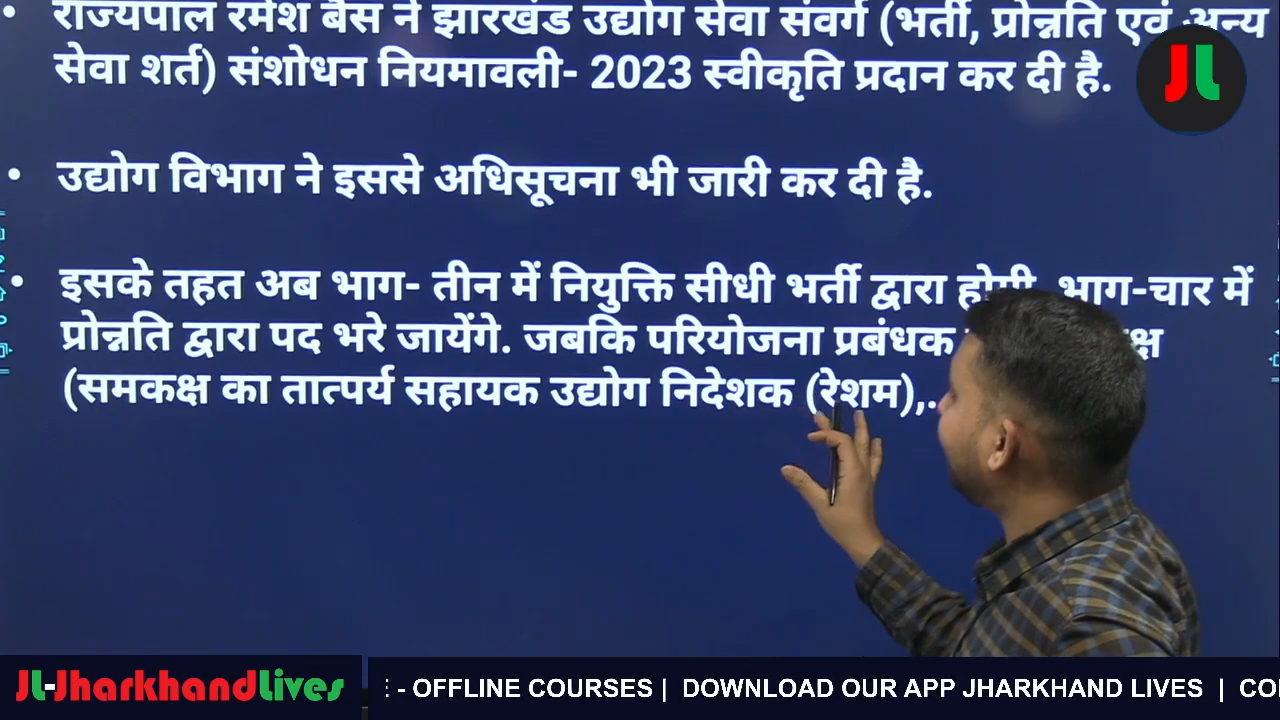 • राज्यपाल रमेश बैस ने झारखंड उद्योग सेवा संवर्ग (भर्ती, प्रोन्नति एवं अन्य
सेवा शर्त) संशोधन नियमावली- 2023 स्वीकृति प्रदान कर दी है.
JL
• उद्योग विभाग ने इससे अधिसूचना भी जारी कर दी है.
• इसके तहत अब भाग- तीन में नियुक्ति सीधी भर्ती द्वारा होगी. भाग-चार में
प्रोन्नति द्वारा पद भरे जायेंगे. जबकि परियोजना प्रबंधक
(समकक्ष का तात्पर्य सहायक उद्योग निदेशक (रेशम),.
JL-JharkhandLives
- OFFLINE COURSES | DOWNLOAD OUR APP JHARKHAND LIVES |